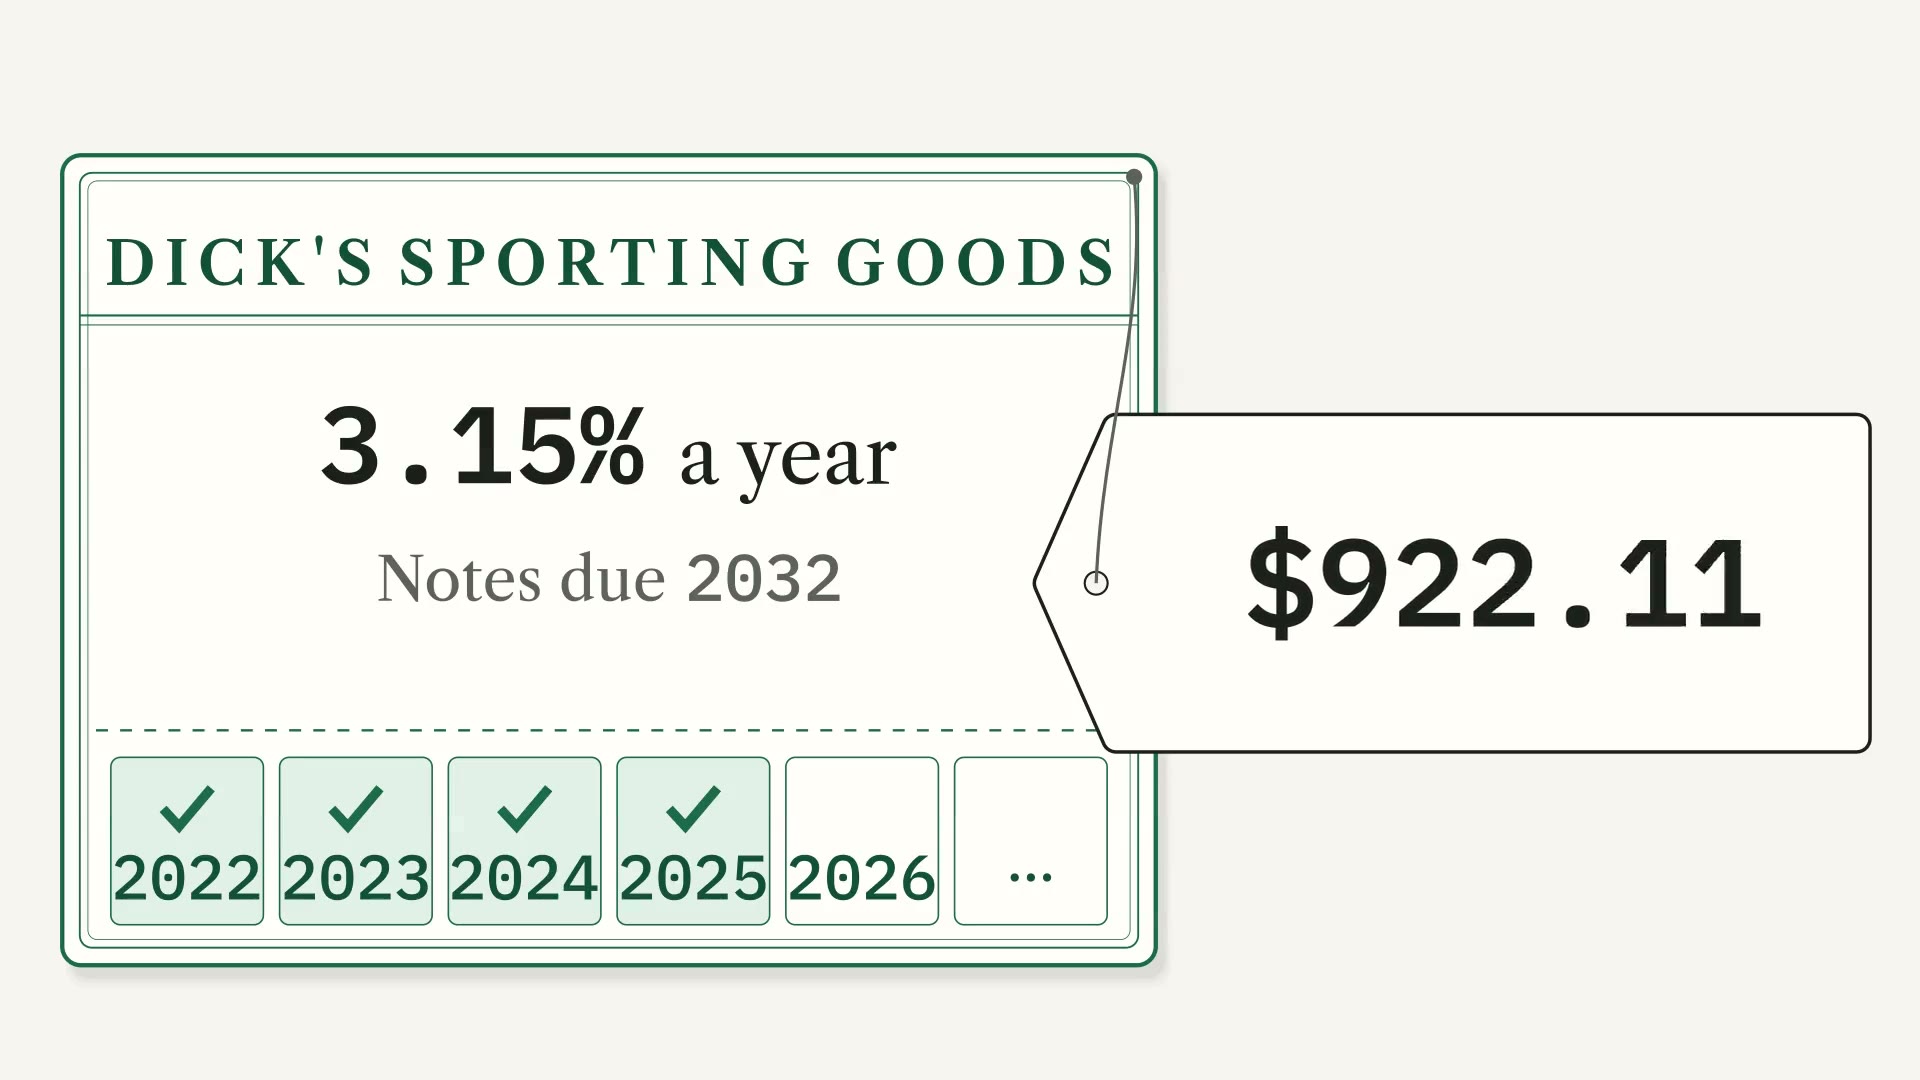 DICK'S SPORTING GOODS
3.15% a year
Notes due 2032
$922.11
2022 2023 2024 2025 2026 ...